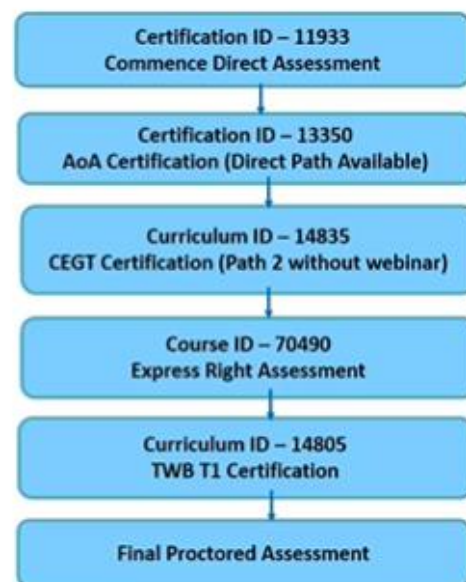 Certification ID – 11933
Commence Direct Assessment
Certification ID – 13350
AoA Certification (Direct Path Available)
Curriculum ID – 14835
CEGT Certification (Path 2 without webinar)
Course ID – 70490
Express Right Assessment
Curriculum ID – 14805
TWB T1 Certification
Final Proctored Assessment